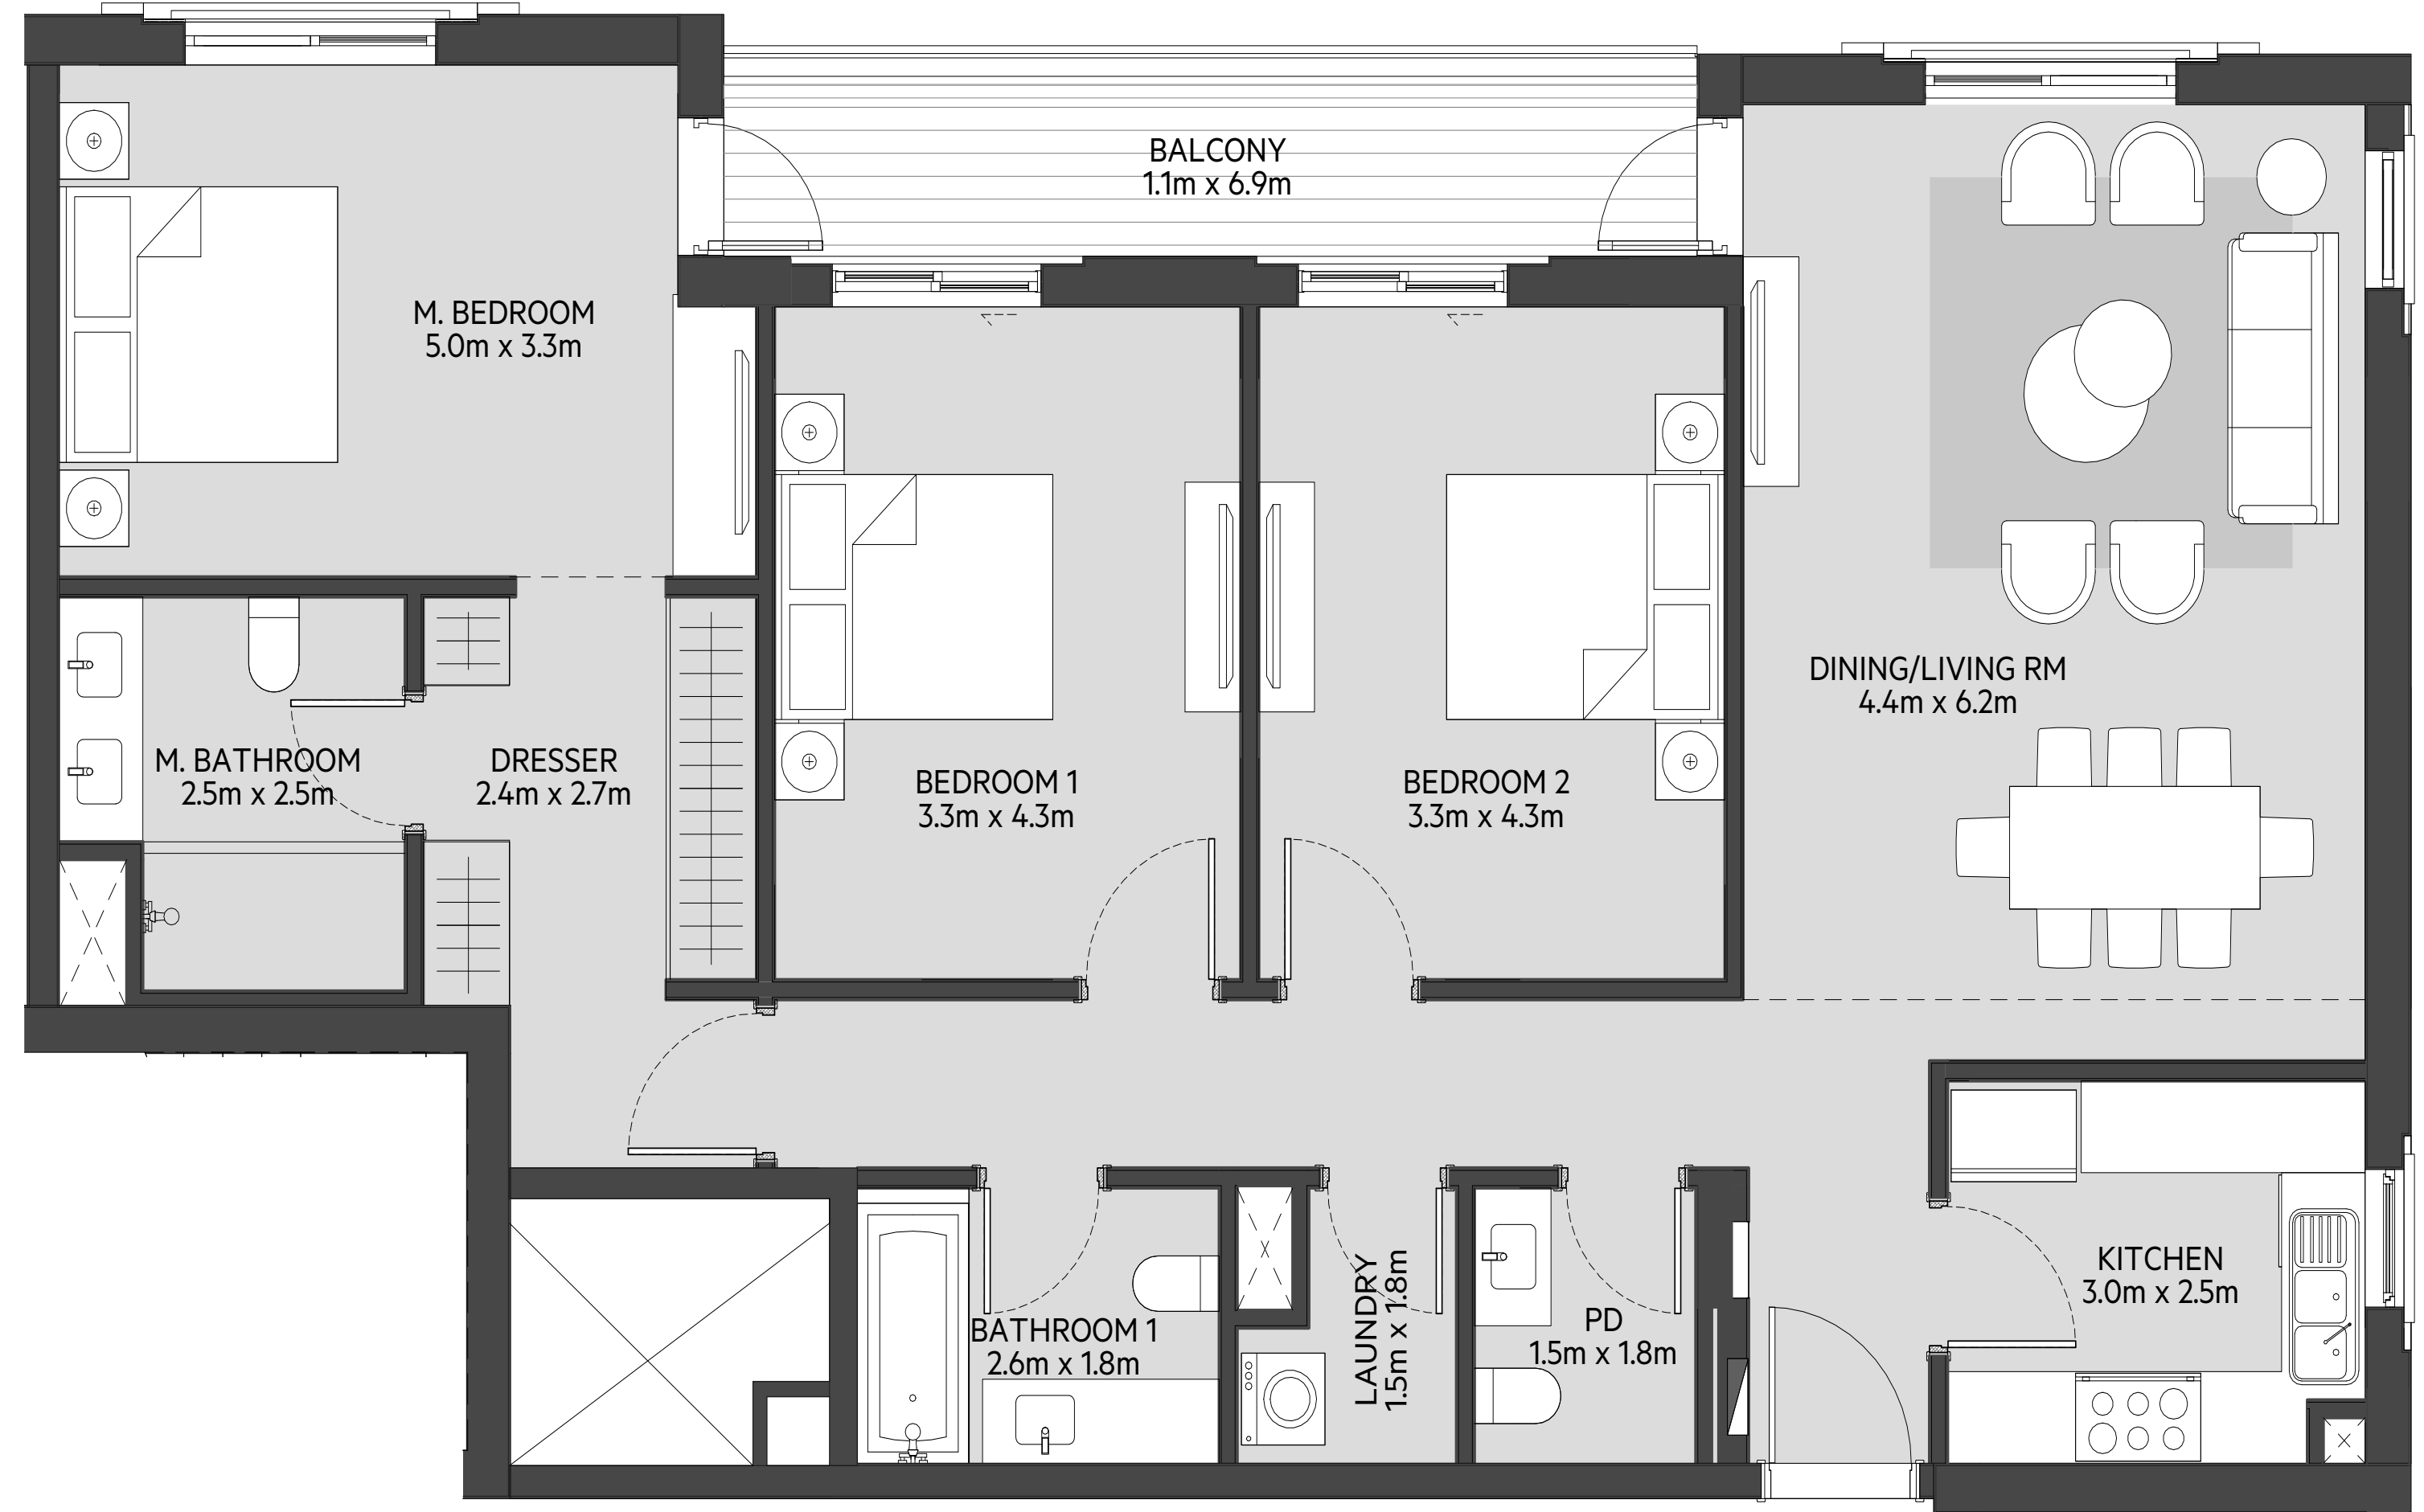 BALCONY
1.1m x 6.9m
M. BEDROOM
5.0m x 3.3m
DINING/LIVING RM
4.4m x 6.2m
M. BATHROOM
2.5m x 2.5m
DRESSER
2.4m x 2.7m
BEDROOM 1
3.3m x 4.3m
BEDROOM 2
3.3m x 4.3m
KITCHEN
3.0m x 2.5m
BATHROOM 1
2.6m x 1.8m
LAUNDRY
1.5m x 1.8m
PD
1.5m x 1.8m